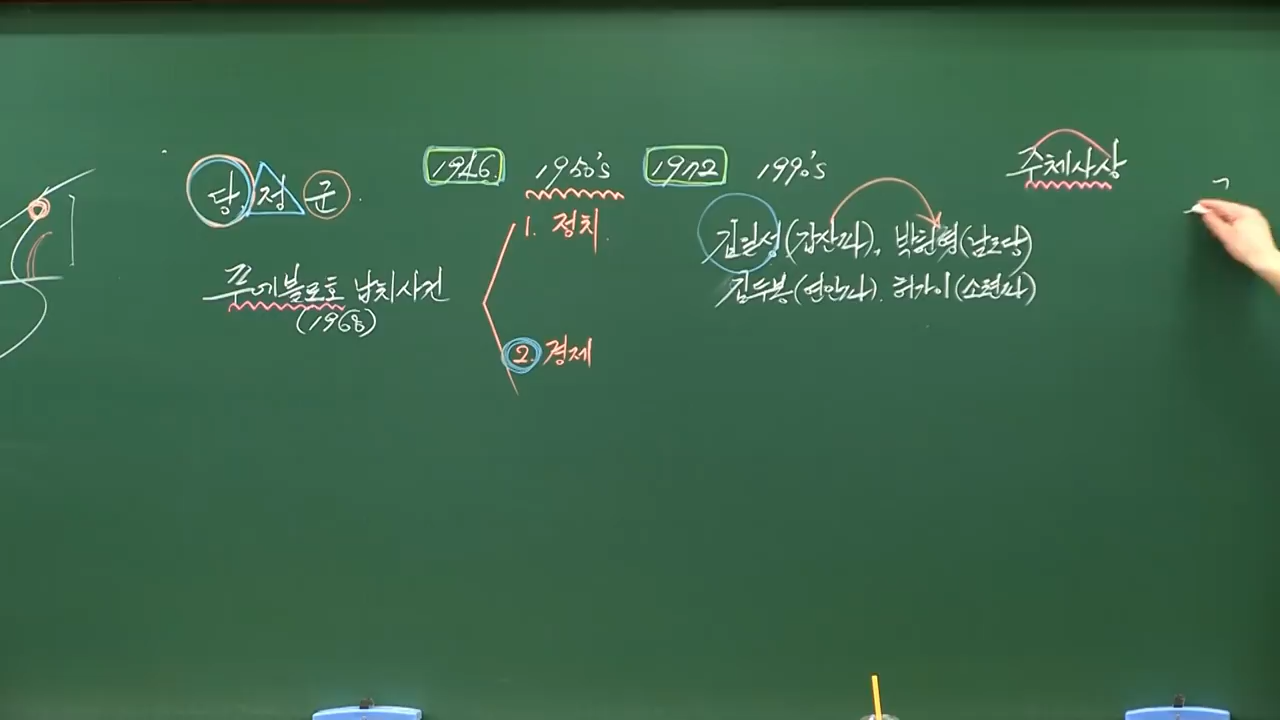 당. 정 군.
푸에블로호 납치사건
(1968)
1946. 1950's 1972 1990's
1. 정치
2. 경제
김일성(갑산파), 박헌영(남로당)
김두봉(연안파). 허가이(소련파)
주체사상
ㄱ